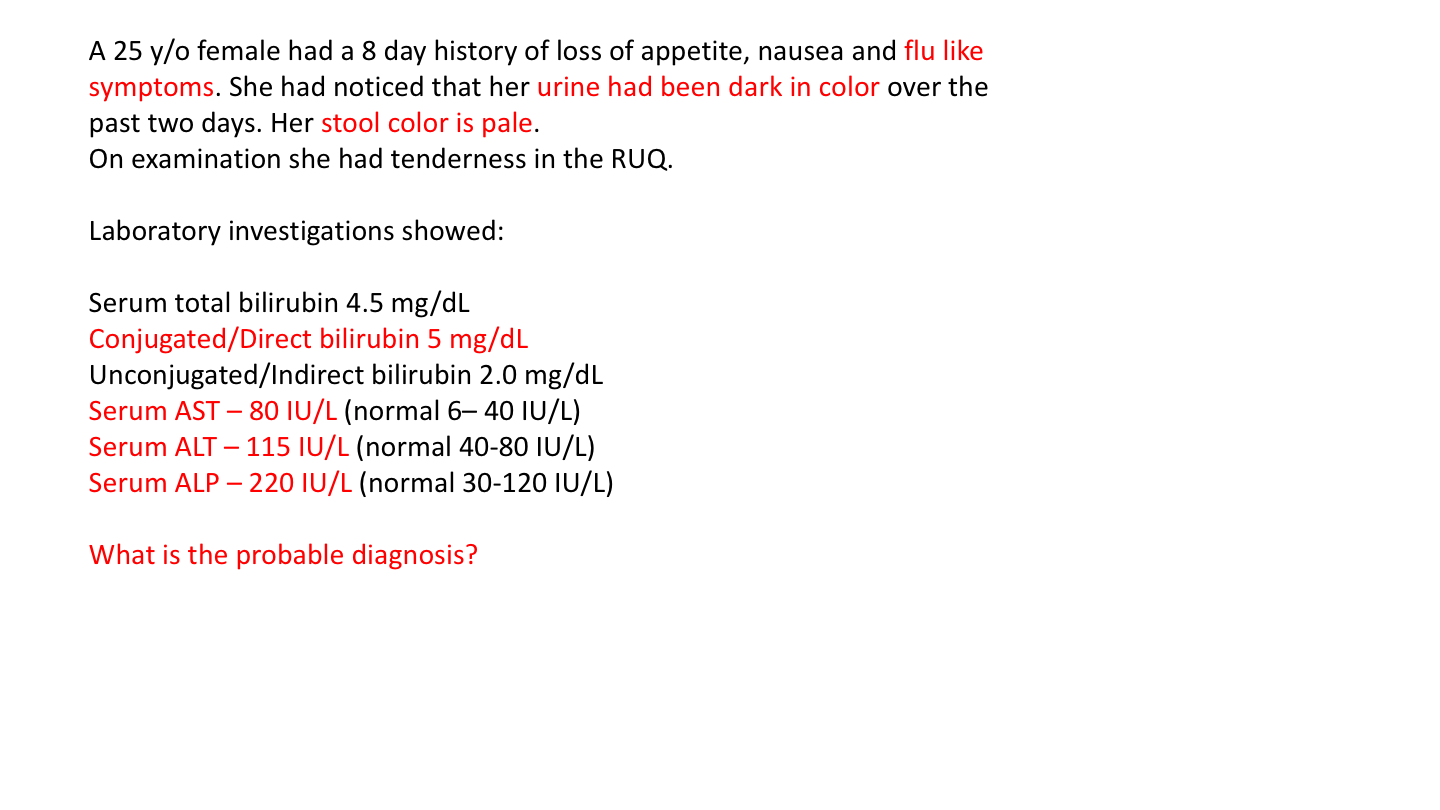 A 25 y/o female had a 8 day history of loss of appetite, nausea and flu like
symptoms. She had noticed that her urine had been dark in color over the
past two days. Her stool color is pale.
On examination she had tenderness in the RUQ.
Laboratory investigations showed:
Serum total bilirubin 4.5 mg/dL
Conjugated/Direct bilirubin 5 mg/dL
Unconjugated/Indirect bilirubin 2.0 mg/dL
Serum AST – 80 IU/L (normal 6– 40 IU/L)
Serum ALT – 115 IU/L (normal 40-80 IU/L)
Serum ALP – 220 IU/L (normal 30-120 IU/L)
What is the probable diagnosis?